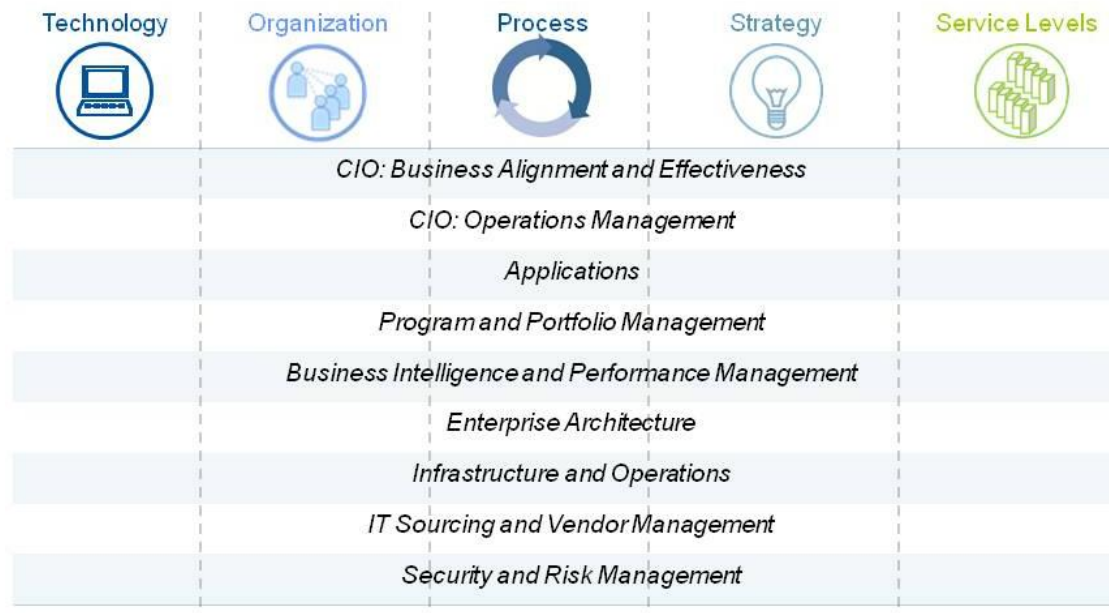 Technology
Organization
Process
Strategy
Service Levels
CIO: Business Alignment and Effectiveness
CIO: Operations Management
Applications
Program and Portfolio Management
Business Intelligence and Performance Management
Enterprise Architecture
Infrastructure and Operations
IT Sourcing and Vendor Management
Security and Risk Management